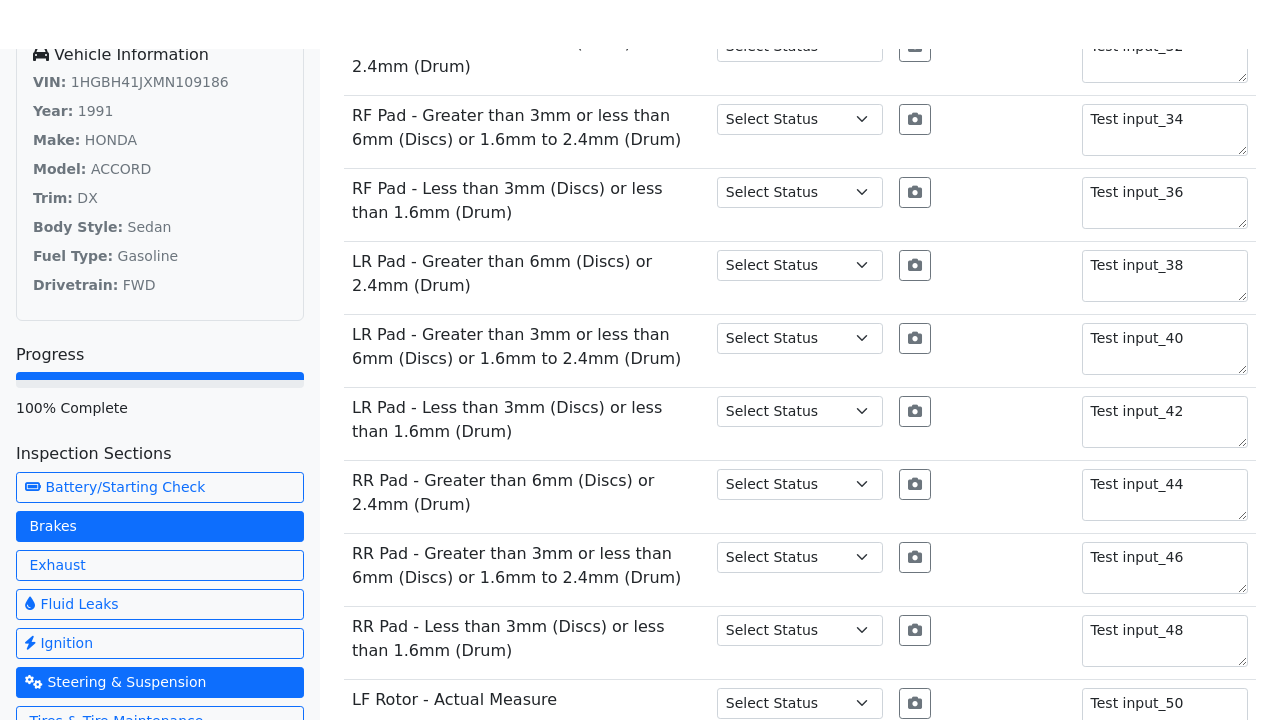 Vehicle Information
VIN: 1HGBH41JXMN109186
Year: 1991
Make: HONDA
Model: ACCORD
Trim: DX
Body Style: Sedan
Fuel Type: Gasoline
Drivetrain: FWD
Progress
100% Complete
Inspection Sections
Battery/Starting Check
Brakes
Exhaust
Fluid Leaks
Ignition
Steering & Suspension
Tires & Tire Maintenance
2.4mm (Drum)
Select Status
Test input_32
RF Pad - Greater than 3mm or less than
6mm (Discs) or 1.6mm to 2.4mm (Drum)
Select Status
Test input_34
RF Pad - Less than 3mm (Discs) or less
than 1.6mm (Drum)
Select Status
Test input_36
LR Pad - Greater than 6mm (Discs) or
2.4mm (Drum)
Select Status
Test input_38
LR Pad - Greater than 3mm or less than
6mm (Discs) or 1.6mm to 2.4mm (Drum)
Select Status
Test input_40
LR Pad - Less than 3mm (Discs) or less
than 1.6mm (Drum)
Select Status
Test input_42
RR Pad - Greater than 6mm (Discs) or
2.4mm (Drum)
Select Status
Test input_44
RR Pad - Greater than 3mm or less than
6mm (Discs) or 1.6mm to 2.4mm (Drum)
Select Status
Test input_46
RR Pad - Less than 3mm (Discs) or less
than 1.6mm (Drum)
Select Status
Test input_48
LF Rotor - Actual Measure
Select Status
Test input_50